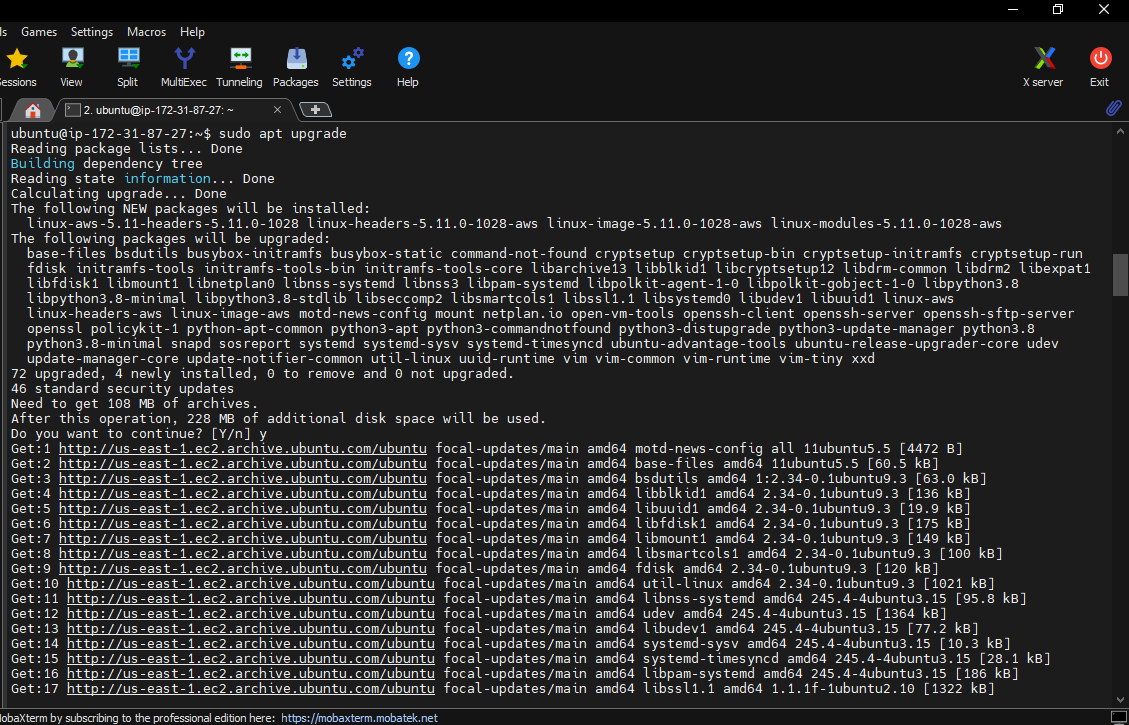 Games Settings Macros Help
View Split MultiExec Tunneling Packages Settings Help X server Exit
2. ubuntu@ip-172-31-87-27: ~
ubuntu@ip-172-31-87-27:~$ sudo apt upgrade
Reading package lists... Done
Building dependency tree
Reading state information... Done
Calculating upgrade... Done
The following NEW packages will be installed:
linux-aws-5.11-headers-5.11.0-1028 linux-headers-5.11.0-1028-aws linux-image-5.11.0-1028-aws linux-modules-5.11.0-1028-aws
The following packages will be upgraded:
base-files bsdutils busybox-initramfs busybox-static command-not-found cryptsetup cryptsetup-bin cryptsetup-initramfs cryptsetup-run
fdisk initramfs-tools initramfs-tools-bin initramfs-tools-core libarchive13 libblkid1 libcryptsetup12 libdrm-common libdrm2 libexpat1
libfdisk1 libmount1 libnetplan0 libnss-systemd libnss3 libpam-systemd libpolkit-agent-1-0 libpolkit-gobject-1-0 libpython3.8
libpython3.8-minimal libpython3.8-stdlib libseccomp2 libsmartcols1 libssl1.1 libsystemd0 libudev1 libuuid1 linux-aws
linux-headers-aws linux-image-aws motd-news-config mount netplan.io open-vm-tools openssh-client openssh-server openssh-sftp-server
openssl policykit-1 python-apt-common python3-apt python3-commandnotfound python3-distupgrade python3-update-manager python3.8
python3.8-minimal snapd sosreport systemd systemd-sysv systemd-timesyncd ubuntu-advantage-tools ubuntu-release-upgrader-core udev
update-manager-core update-notifier-common util-linux uuid-runtime vim vim-common vim-runtime vim-tiny xxd
72 upgraded, 4 newly installed, 0 to remove and 0 not upgraded.
46 standard security updates
Need to get 108 MB of archives.
After this operation, 228 MB of additional disk space will be used.
Do you want to continue? [Y/n] y
Get:1 http://us-east-1.ec2.archive.ubuntu.com/ubuntu focal-updates/main amd64 motd-news-config all 11ubuntu5.5 [4472 B]
Get:2 http://us-east-1.ec2.archive.ubuntu.com/ubuntu focal-updates/main amd64 base-files amd64 11ubuntu5.5 [60.5 kB]
Get:3 http://us-east-1.ec2.archive.ubuntu.com/ubuntu focal-updates/main amd64 bsdutils amd64 1:2.34-0.1ubuntu9.3 [63.0 kB]
Get:4 http://us-east-1.ec2.archive.ubuntu.com/ubuntu focal-updates/main amd64 libblkid1 amd64 2.34-0.1ubuntu9.3 [136 kB]
Get:5 http://us-east-1.ec2.archive.ubuntu.com/ubuntu focal-updates/main amd64 libuuid1 amd64 2.34-0.1ubuntu9.3 [19.9 kB]
Get:6 http://us-east-1.ec2.archive.ubuntu.com/ubuntu focal-updates/main amd64 libfdisk1 amd64 2.34-0.1ubuntu9.3 [175 kB]
Get:7 http://us-east-1.ec2.archive.ubuntu.com/ubuntu focal-updates/main amd64 libmount1 amd64 2.34-0.1ubuntu9.3 [149 kB]
Get:8 http://us-east-1.ec2.archive.ubuntu.com/ubuntu focal-updates/main amd64 libsmartcols1 amd64 2.34-0.1ubuntu9.3 [100 kB]
Get:9 http://us-east-1.ec2.archive.ubuntu.com/ubuntu focal-updates/main amd64 fdisk amd64 2.34-0.1ubuntu9.3 [120 kB]
Get:10 http://us-east-1.ec2.archive.ubuntu.com/ubuntu focal-updates/main amd64 util-linux amd64 2.34-0.1ubuntu9.3 [1021 kB]
Get:11 http://us-east-1.ec2.archive.ubuntu.com/ubuntu focal-updates/main amd64 libnss-systemd amd64 245.4-4ubuntu3.15 [95.8 kB]
Get:12 http://us-east-1.ec2.archive.ubuntu.com/ubuntu focal-updates/main amd64 udev amd64 245.4-4ubuntu3.15 [1364 kB]
Get:13 http://us-east-1.ec2.archive.ubuntu.com/ubuntu focal-updates/main amd64 libudev1 amd64 245.4-4ubuntu3.15 [77.2 kB]
Get:14 http://us-east-1.ec2.archive.ubuntu.com/ubuntu focal-updates/main amd64 systemd-sysv amd64 245.4-4ubuntu3.15 [10.3 kB]
Get:15 http://us-east-1.ec2.archive.ubuntu.com/ubuntu focal-updates/main amd64 systemd-timesyncd amd64 245.4-4ubuntu3.15 [28.1 kB]
Get:16 http://us-east-1.ec2.archive.ubuntu.com/ubuntu focal-updates/main amd64 libpam-systemd amd64 245.4-4ubuntu3.15 [186 kB]
Get:17 http://us-east-1.ec2.archive.ubuntu.com/ubuntu focal-updates/main amd64 libssl1.1 amd64 1.1.1f-1ubuntu2.10 [1322 kB]
by subscribing to the professional edition here: https://mobaxterm.mobatek.net